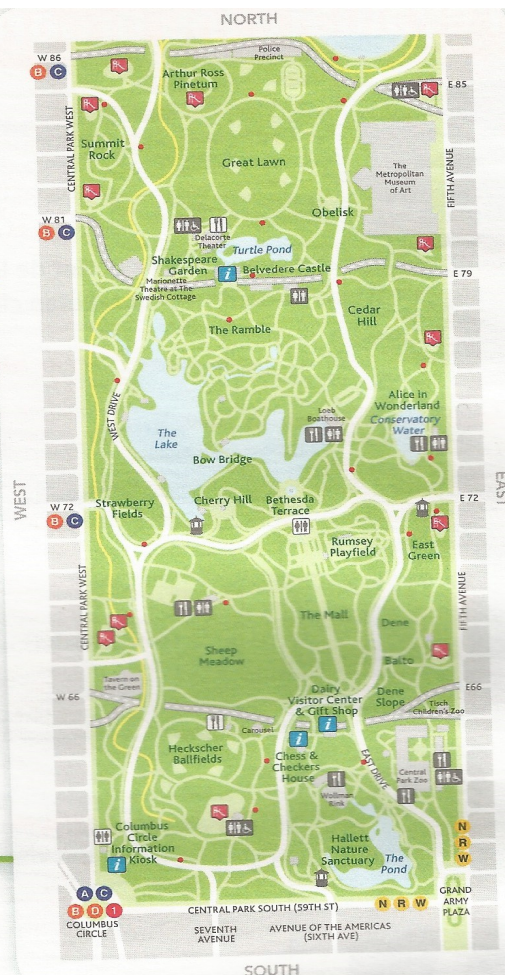 NORTH
Police
Precinct
W 86
B C
Arthur Ross
Pinetum
E 85
CENTRAL PARK WEST
Summit
Rock
Great Lawn
The
Metropolitan
Museum
of Art
FIFTH AVENUE
Obelisk
W 81
B C
Delacorte
Theater
Turtle Pond
Shakespeare
Garden
i
Belvedere Castle
E 79
Marionette
Theatre at The
Swedish Cottage
Cedar
Hill
The Ramble
WEST DRIVE
Alice in
Wonderland
Loeb
Boathouse
Conservatory
Water
The
Lake
Bow Bridge
WEST
EAST
W 72
B C
Strawberry
Fields
Cherry Hill
Bethesda
Terrace
E 72
Rumsey
Playfield
East
Green
CENTRAL PARK WEST
FIFTH AVENUE
The Mall
Dene
Sheep
Meadow
Balto
Tavern on
the Green
W 66
Dairy
Visitor Center
& Gift Shop
Dene
Slope
E66
Tisch
Children's Zoo
i
Carousel
i
Heckscher
Ballfields
Chess &
Checkers
House
EAST DRIVE
Central
Park Zoo
Wollman
Rink
Columbus
Circle
Information
Kiosk
i
Hallett
Nature
Sanctuary
The
Pond
N
R
W
A C
B D 1
COLUMBUS
CIRCLE
CENTRAL PARK SOUTH (59TH ST)
N R W
GRAND
ARMY
PLAZA
SEVENTH
AVENUE
AVENUE OF THE AMERICAS
(SIXTH AVE)
SOUTH